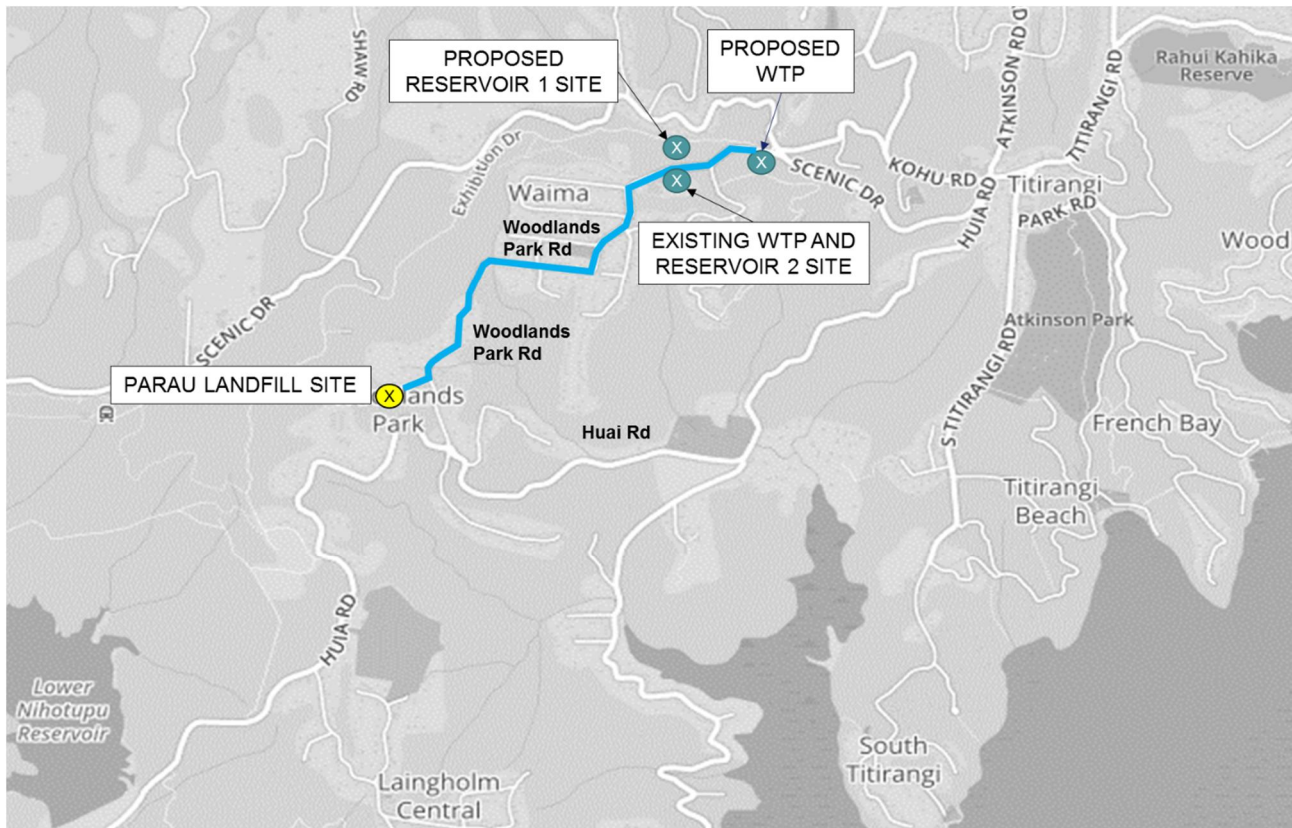 SHAW RD
PROPOSED
RESERVOIR 1 SITE
PROPOSED
WTP
ATKINSON RD
TITIRANGI RD
Rahui Kahika
Reserve
Exhibition Dr
Waima
SCENIC DR
KOHU RD
HUIA RD
Titirangi
PARK RD
Wood
Woodlands
Park Rd
EXISTING WTP AND
RESERVOIR 2 SITE
SCENIC DR
Woodlands
Park Rd
Atkinson Park
S TITIRANGI RD
PARAU LANDFILL SITE
lands
Park
Huai Rd
French Bay
Titirangi
Beach
HUIA RD
Lower
Nihotupu
Reservoir
South
Titirangi
Laingholm
Central
X
X
X
X